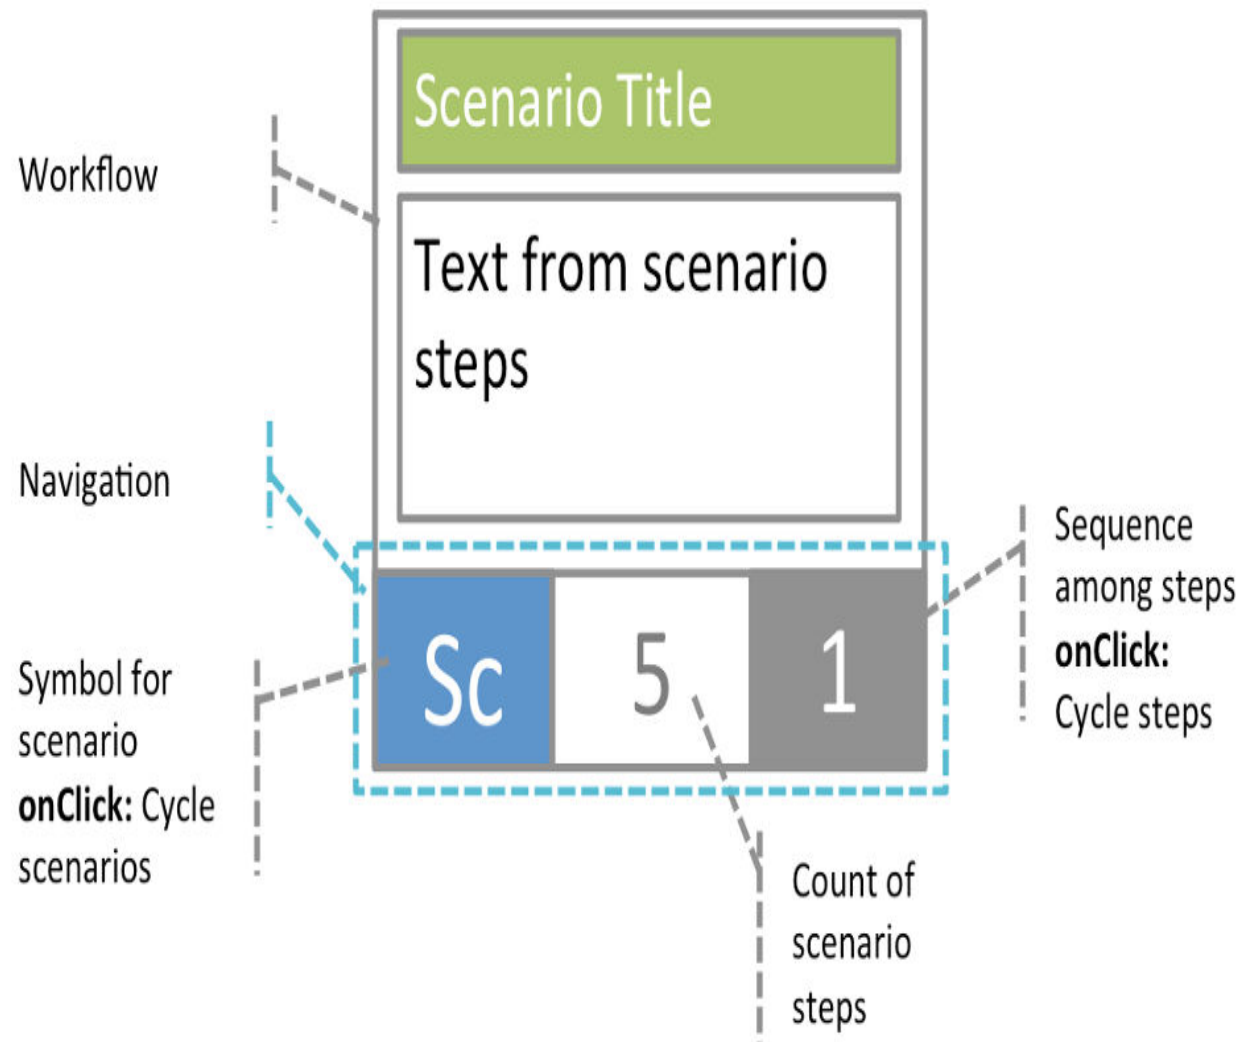 Scenario Title
Workflow
Text from scenario
steps
Navigation
Sequence
among steps
onClick:
Cycle steps
Sc
5
1
Symbol for
scenario
onClick: Cycle
scenarios
Count of
scenario
steps